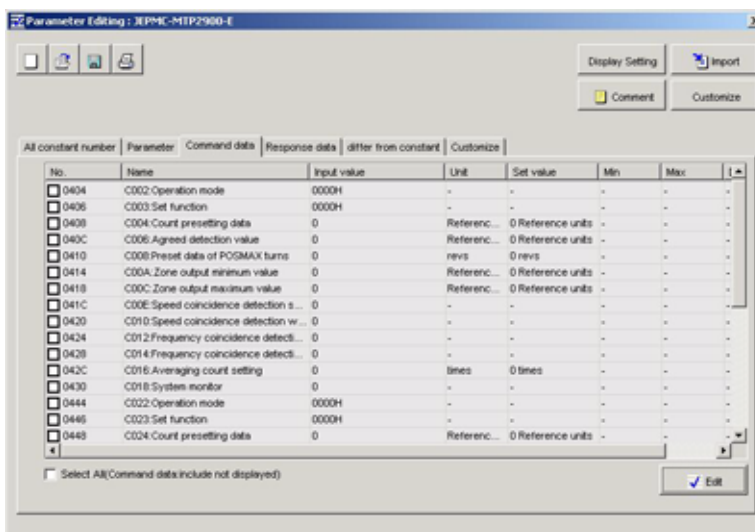 Parameter Editing : JEPMC-MTP2900-E
Display Setting
Import
Comment
Customize
All constant number Parameter Command data Response data differ from constant Customize
No. Name Input value Unit Set value Min Max
0404 C002:Operation mode 0000H - - - -
0406 C003:Set function 0000H - - - -
0408 C004:Count presetting data 0 Referenc... 0 Reference units - -
040C C006:Agreed detection value 0 Referenc... 0 Reference units - -
0410 C008:Preset data of POSMAX turns 0 revs 0 revs - -
0414 C00A:Zone output minimum value 0 Referenc... 0 Reference units - -
0418 C00C:Zone output maximum value 0 Referenc... 0 Reference units - -
041C C00E:Speed coincidence detection s... 0 - - - -
0420 C010:Speed coincidence detection w... 0 - - - -
0424 C012:Frequency coincidence detecti... 0 - - - -
0428 C014:Frequency coincidence detecti... 0 - - - -
042C C016:Averaging count setting 0 times 0 times - -
0430 C018:System monitor 0 - - - -
0444 C022:Operation mode 0000H - - - -
0446 C023:Set function 0000H - - - -
0448 C024:Count presetting data 0 Referenc... 0 Reference units - -
Select All(Command data:include not displayed)
Edit